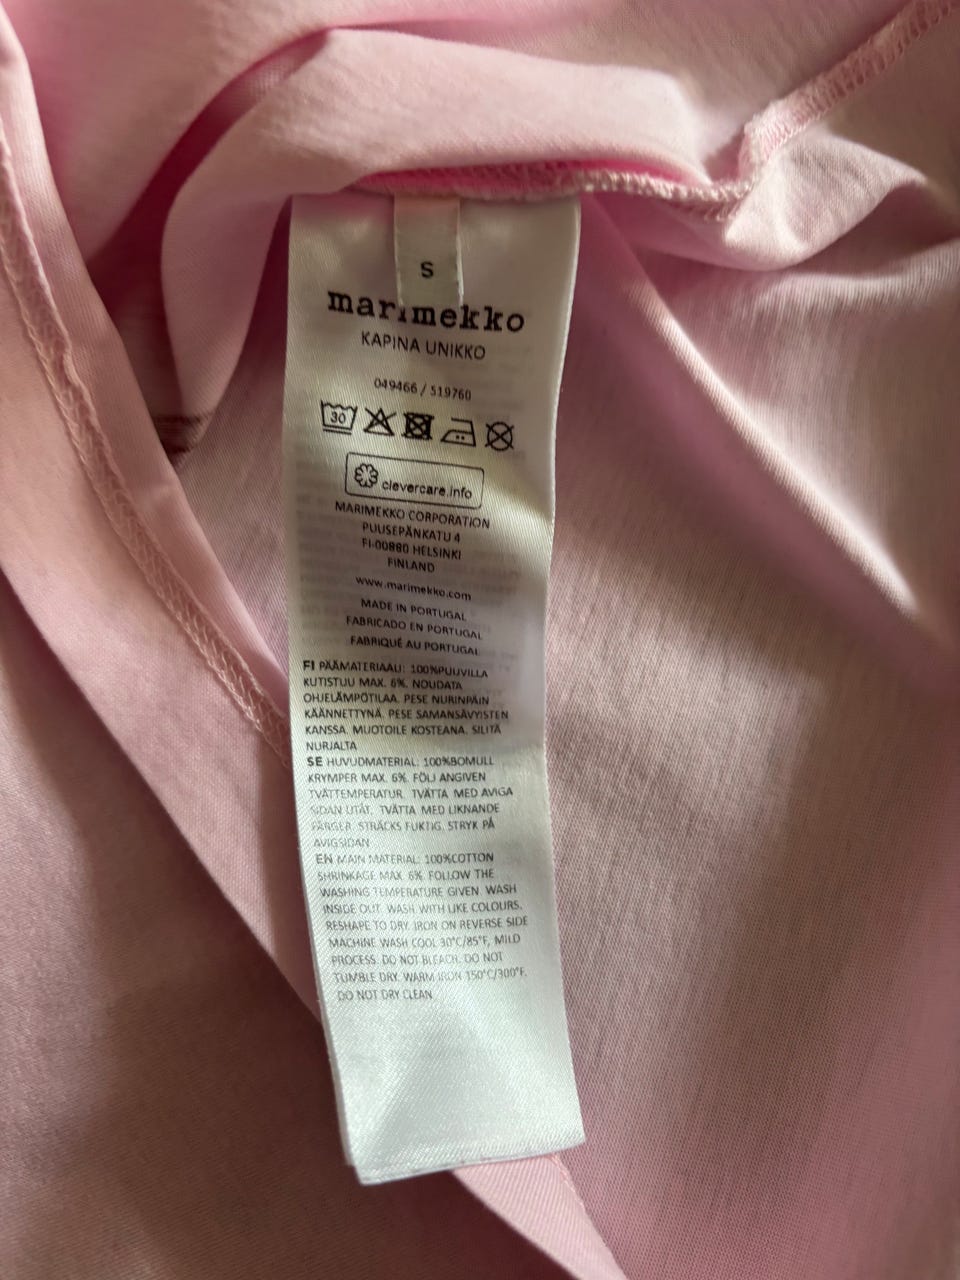 S
marimekko
KAPINA UNIKKO
049466 / 519760
30
clevercare.info
MARIMEKKO CORPORATION
PUUSEPÄNKATU 4
FI-00880 HELSINKI
FINLAND
www.marimekko.com
MADE IN PORTUGAL
FABRICADO EN PORTUGAL
FABRIQUÉ AU PORTUGAL
FI PÄÄMATERIAALI: 100%PUUVILLA
KUTISTUU MAX. 6%. NOUDATA
OHJELÄMPÖTILAA. PESE NURINPÄIN
KÄÄNNETTYNÄ. PESE SAMANSÄVYISTEN
KANSSA. MUOTOILE KOSTEANA. SILITÄ
NURJALTA
SE HUVUDMATERIAL: 100%BOMULL
KRYMPER MAX. 6%. FÖLJ ANGIVEN
TVÄTTEMPERATUR. TVÄTTA MED AVIGA
SIDAN UTÅT. TVÄTTA MED LIKNANDE
FÄRGER. STRÄCKS FUKTIG. STRYK PÅ
AVIGSIDAN
EN MAIN MATERIAL: 100%COTTON
SHRINKAGE MAX. 6%. FOLLOW THE
WASHING TEMPERATURE GIVEN. WASH
INSIDE OUT. WASH WITH LIKE COLOURS.
RESHAPE TO DRY. IRON ON REVERSE SIDE
MACHINE WASH COOL 30°C/85°F, MILD
PROCESS. DO NOT BLEACH. DO NOT
TUMBLE DRY. WARM IRON 150°C/300°F.
DO NOT DRY CLEAN